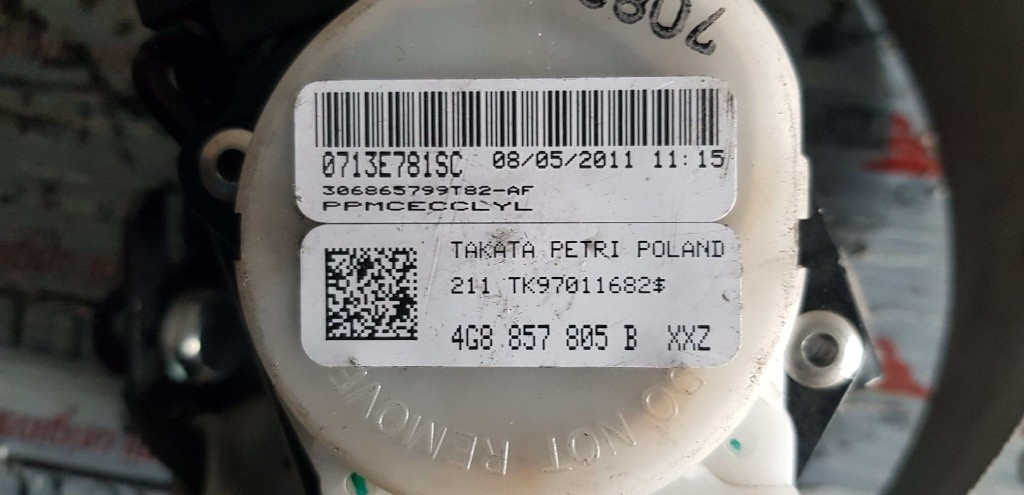 0713E781SC 08/05/2011 11:15
306865799T82-AF
PPMCECCLYL
TAKATA PETRI POLAND
211 TK97011682$
4G8 857 805 B XXZ
DO NOT REMOVE